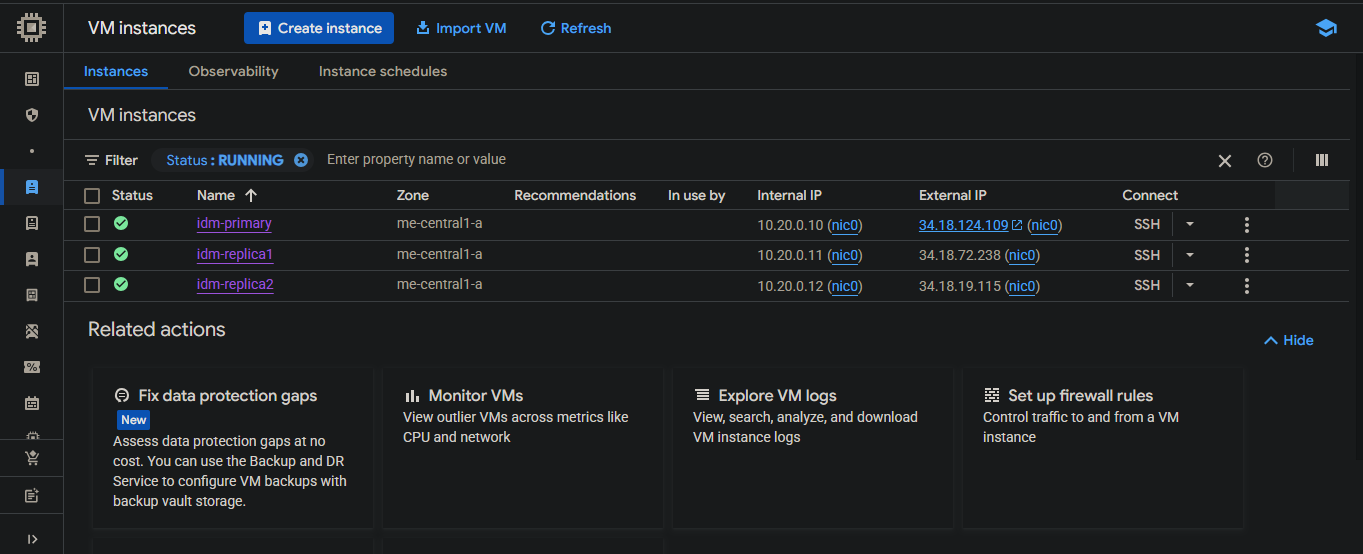 VM instances Create instance Import VM Refresh
Instances Observability Instance schedules
VM instances
Filter Status : RUNNING Enter property name or value
Status Name Zone Recommendations In use by Internal IP External IP Connect
idm-primary me-central1-a 10.20.0.10 (nic0) 34.18.124.109 (nic0) SSH
idm-replica1 me-central1-a 10.20.0.11 (nic0) 34.18.72.238 (nic0) SSH
idm-replica2 me-central1-a 10.20.0.12 (nic0) 34.18.19.115 (nic0) SSH
Related actions
Hide
Fix data protection gaps
New
Assess data protection gaps at no
cost. You can use the Backup and DR
Service to configure VM backups with
backup vault storage.
Monitor VMs
View outlier VMs across metrics like
CPU and network
Explore VM logs
View, search, analyze, and download
VM instance logs
Set up firewall rules
Control traffic to and from a VM
instance